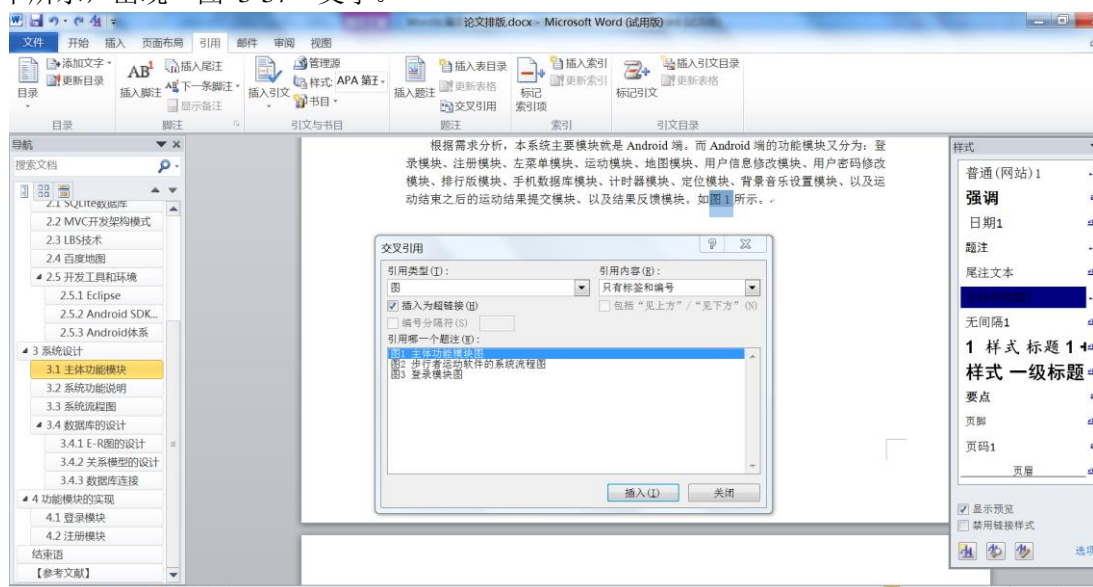 论文排版.docx - Microsoft Word (试用版)
文件 开始 插入 页面布局 引用 邮件 审阅 视图
目录
添加文字
更新目录
目录
AB1
插入脚注
插入尾注
下一条脚注
显示备注
脚注
插入引文
管理源
样式: APA 第五
书目
引文与书目
插入题注
插入表目录
更新表格
交叉引用
题注
标记
索引项
插入索引
更新索引
索引
标记引文
插入引文目录
更新表格
引文目录
导航
搜索文档
2.1 SQLite数据库
2.2 MVC开发架构模式
2.3 LBS技术
2.4 百度地图
2.5 开发工具和环境
2.5.1 Eclipse
2.5.2 Android SDK...
2.5.3 Android体系
3 系统设计
3.1 主体功能模块
3.2 系统功能说明
3.3 系统流程图
3.4 数据库的设计
3.4.1 E-R图的设计
3.4.2 关系模型的设计
3.4.3 数据库连接
4 功能模块的实现
4.1 登录模块
4.2 注册模块
结束语
【参考文献】
根据需求分析，本系统主要模块就是 Android 端。而 Android 端的功能模块又分为：登
录模块、注册模块、左菜单模块、运动模块、地图模块、用户信息修改模块、用户密码修改
模块、排行版模块、手机数据库模块、计时器模块、定位模块、背景音乐设置模块、以及运
动结束之后的运动结果提交模块、以及结果反馈模块。如图 1 所示。
交叉引用
引用类型(T):
图
引用内容(R):
只有标签和编号
插入为超链接(H)
包括“见上方”/“见下方”(N)
编号分隔符(S)
引用哪一个题注(W):
图1 主体功能模块图
图2 步行者运动软件的系统流程图
图3 登录模块图
插入(I)
关闭
样式
普通(网站)1
强调
日期1
题注
尾注文本
无间隔1
1 样式 标题 1
样式 一级标题
要点
页脚
页码1
页眉
显示预览
禁用链接样式